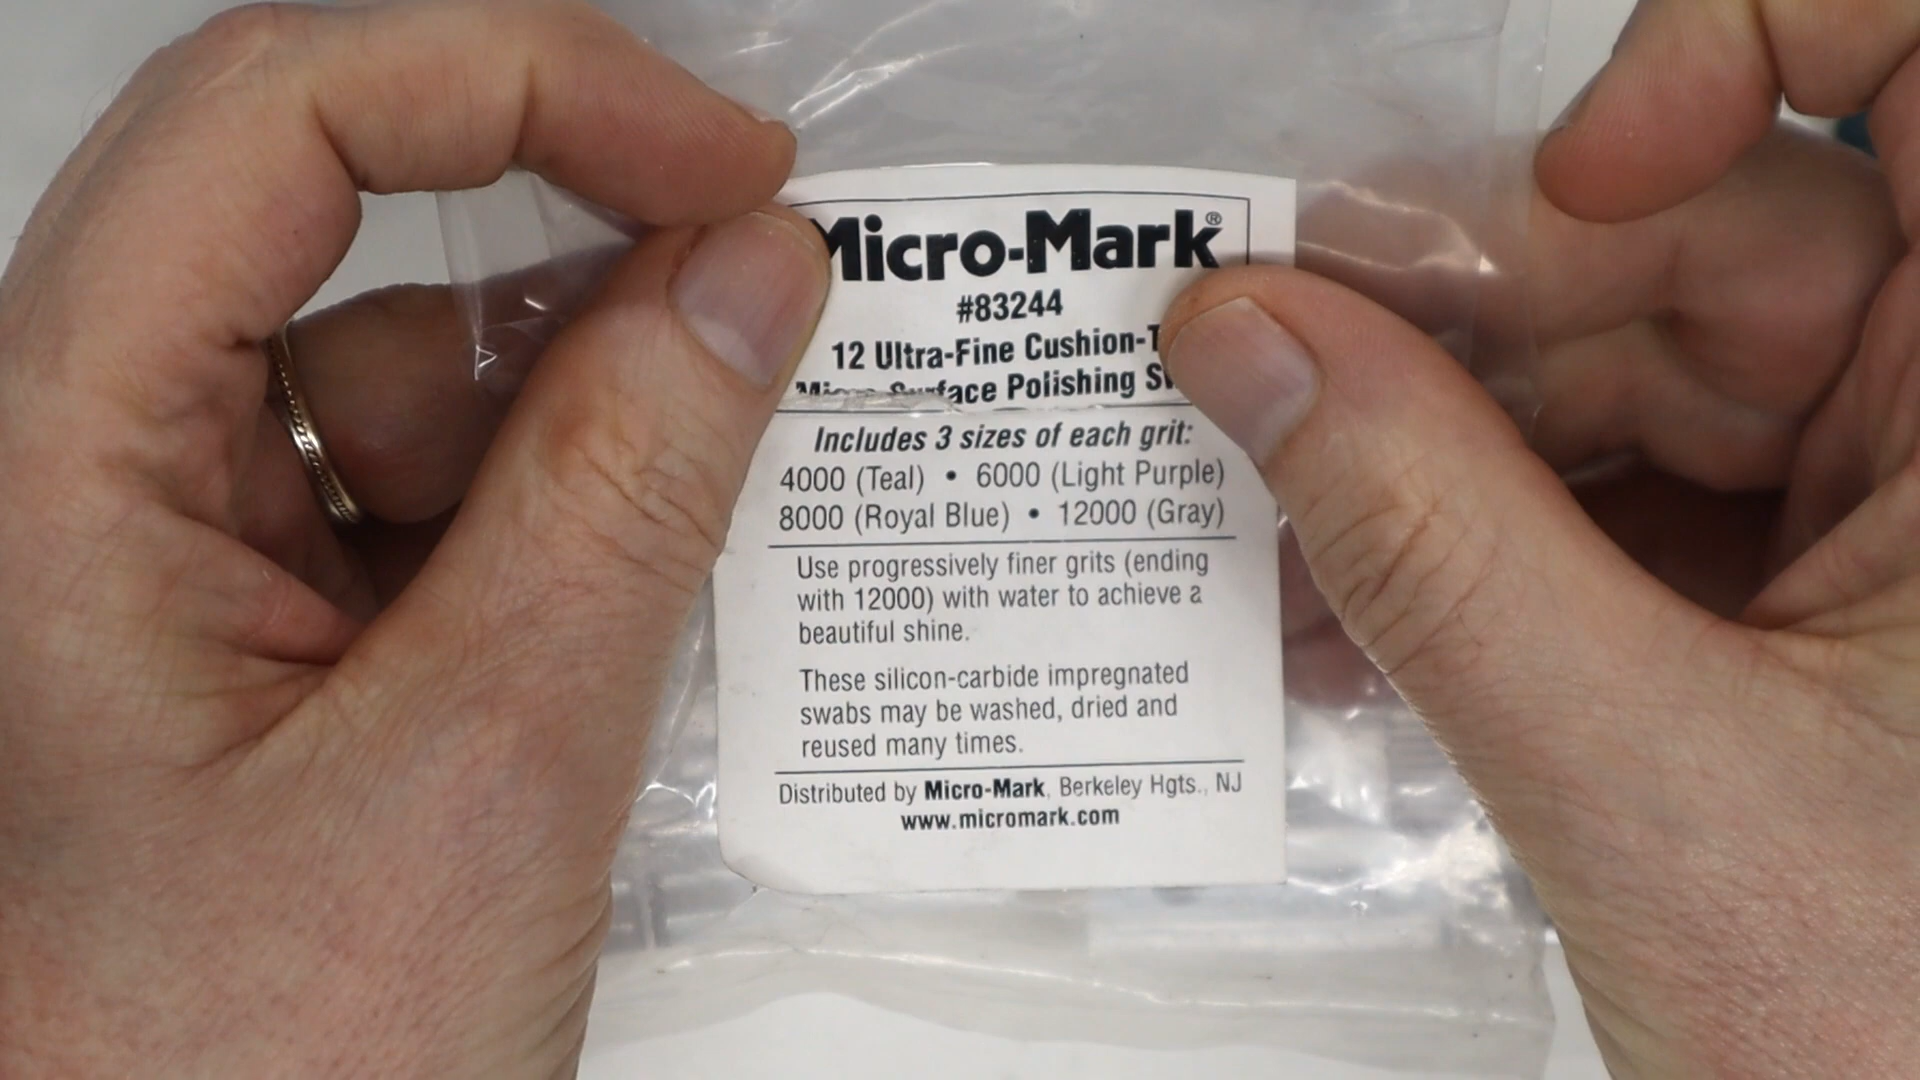 Micro-Mark®
#83244
12 Ultra-Fine Cushion-T
Micro Surface Polishing Sw
Includes 3 sizes of each grit:
4000 (Teal) • 6000 (Light Purple)
8000 (Royal Blue) • 12000 (Gray)
Use progressively finer grits (ending
with 12000) with water to achieve a
beautiful shine.
These silicon-carbide impregnated
swabs may be washed, dried and
reused many times.
Distributed by Micro-Mark, Berkeley Hgts., NJ
www.micromark.com